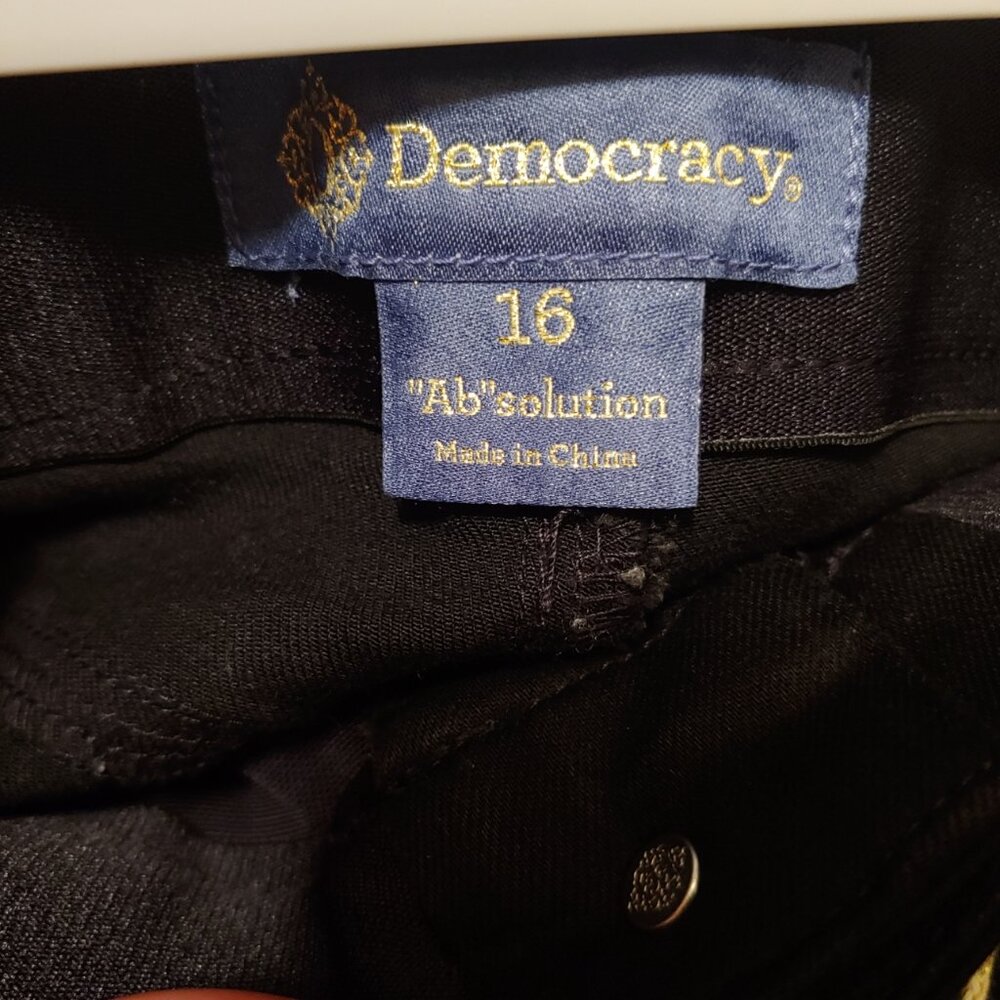 Democracy®
16
"Ab"solution
Made in China